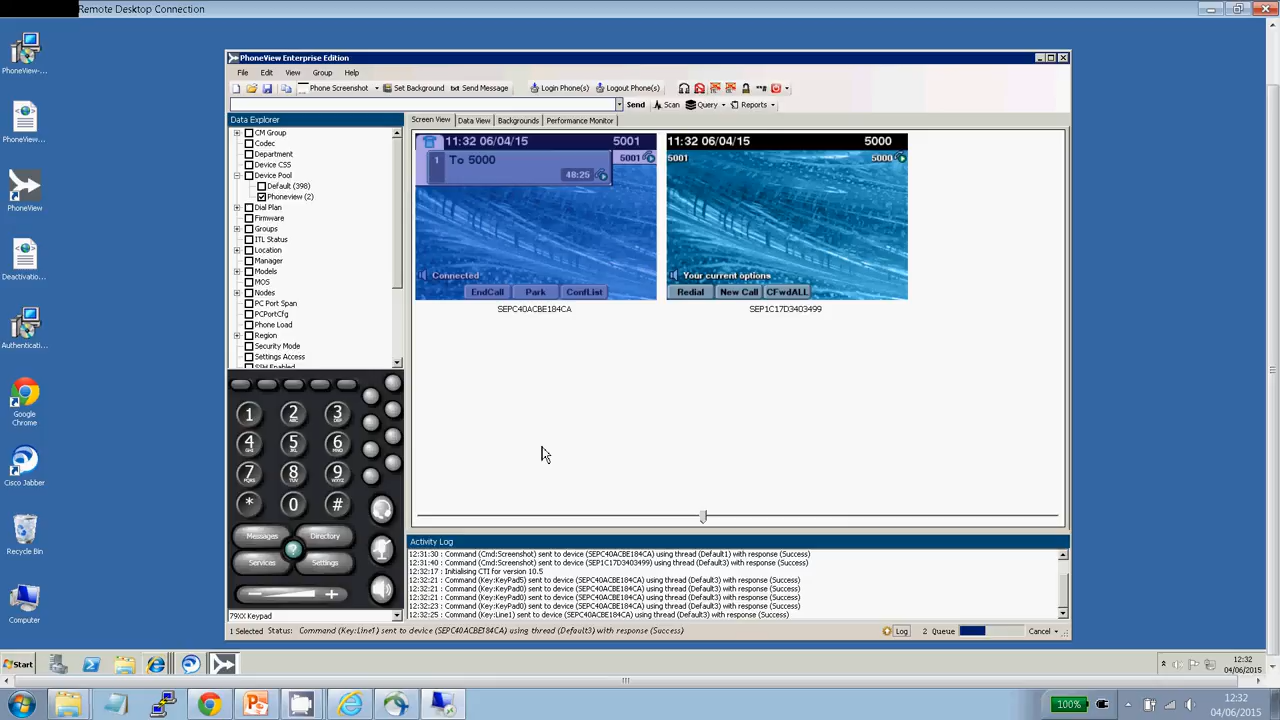 Remote Desktop Connection
PhoneView-...
PhoneView...
PhoneView
Deactivatio...
Authenticati...
Google
Chrome
Cisco Jabber
Recycle Bin
Computer
PhoneView Enterprise Edition
File Edit View Group Help
Phone Screenshot Set Background txt Send Message Login Phone(s) Logout Phone(s) **#
Send Scan Query Reports
Data Explorer
CM Group
Codec
Department
Device CSS
Device Pool
Default (398)
Phoneview (2)
Dial Plan
Firmware
Groups
ITL Status
Location
Manager
Models
MOS
Nodes
PC Port Span
PCPortCfg
Phone Load
Region
Security Mode
Settings Access
SSH Enabled
Screen View Data View Backgrounds Performance Monitor
11:32 06/04/15 5001
1 To 5000
5001
48:25
Connected
EndCall Park ConfList
SEPC40ACBE184CA
11:32 06/04/15 5000
5001 5000
Your current options
Redial New Call CFwdALL
SEP1C17D3403499
1 2 3
4 5 6
7 8 9
* 0 #
Messages Directory
?
Services Settings
- +
79XX Keypad
Activity Log
12:31:30 : Command (Cmd:Screenshot) sent to device (SEPC40ACBE184CA) using thread (Default1) with response (Success)
12:31:40 : Command (Cmd:Screenshot) sent to device (SEP1C17D3403499) using thread (Default3) with response (Success)
12:32:17 : Initialising CTI for version 10.5
12:32:21 : Command (Key:KeyPad5) sent to device (SEPC40ACBE184CA) using thread (Default3) with response (Success)
12:32:21 : Command (Key:KeyPad0) sent to device (SEPC40ACBE184CA) using thread (Default3) with response (Success)
12:32:21 : Command (Key:KeyPad0) sent to device (SEPC40ACBE184CA) using thread (Default3) with response (Success)
12:32:23 : Command (Key:KeyPad0) sent to device (SEPC40ACBE184CA) using thread (Default3) with response (Success)
12:32:25 : Command (Key:Line1) sent to device (SEPC40ACBE184CA) using thread (Default3) with response (Success)
1 Selected Status: Command (Key:Line1) sent to device (SEPC40ACBE184CA) using thread (Default3) with response (Success) Log 2 Queue Cancel
Start
12:32
04/06/2015
100%
12:32
04/06/2015